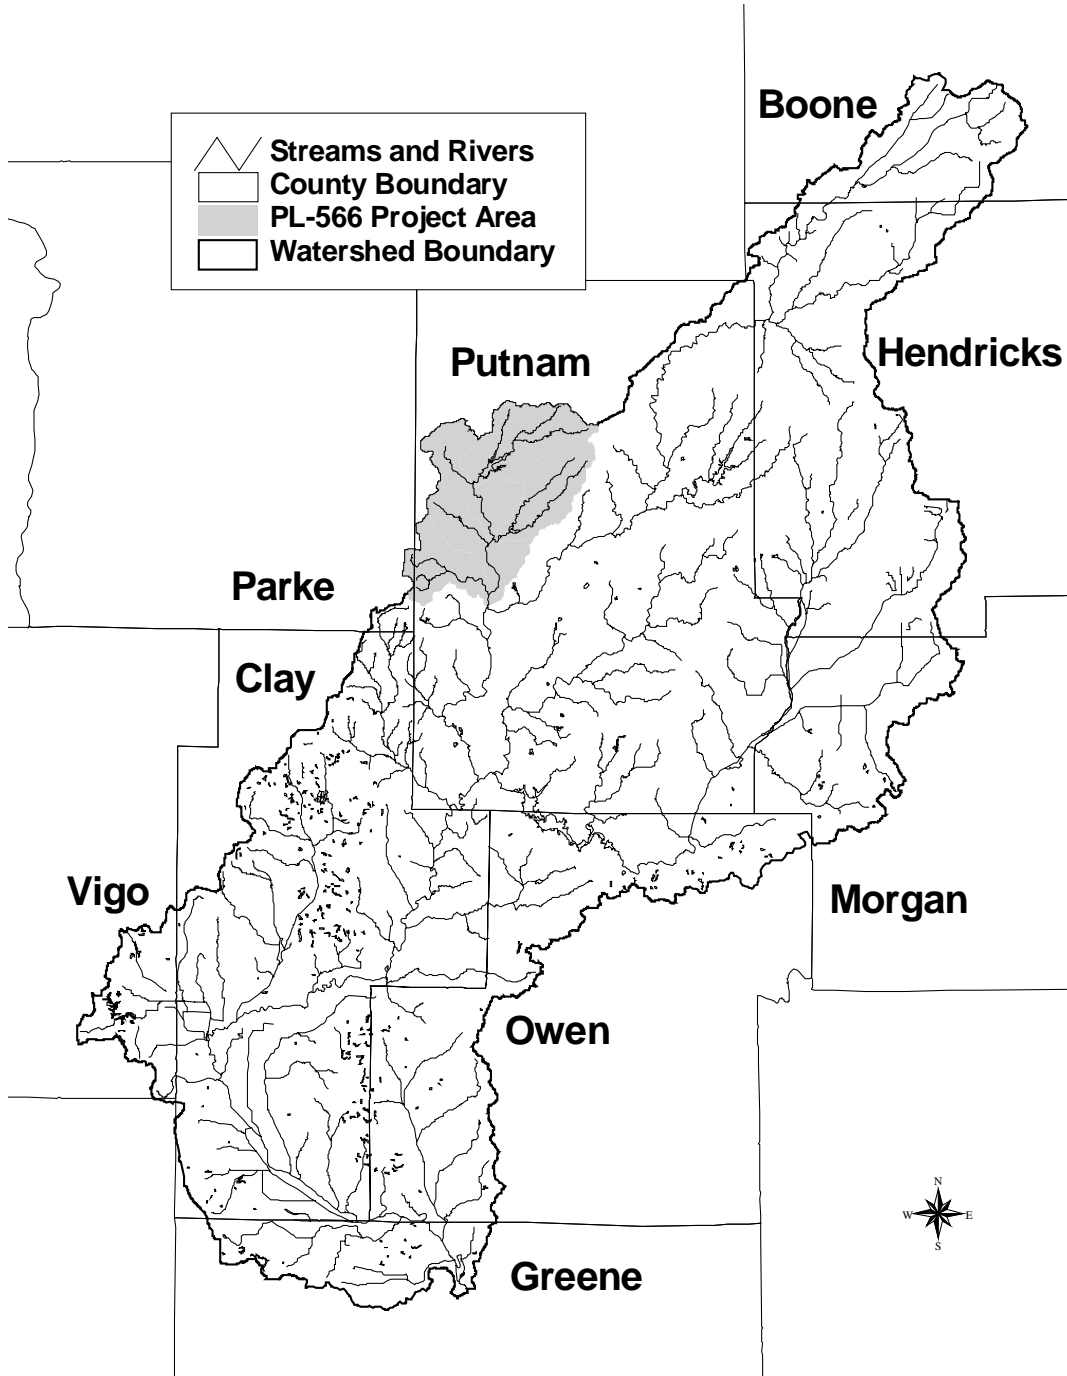 Boone
Streams and Rivers
County Boundary
PL-566 Project Area
Watershed Boundary
Putnam
Hendricks
Parke
Clay
Vigo
Morgan
Owen
N
W
E
S
Greene